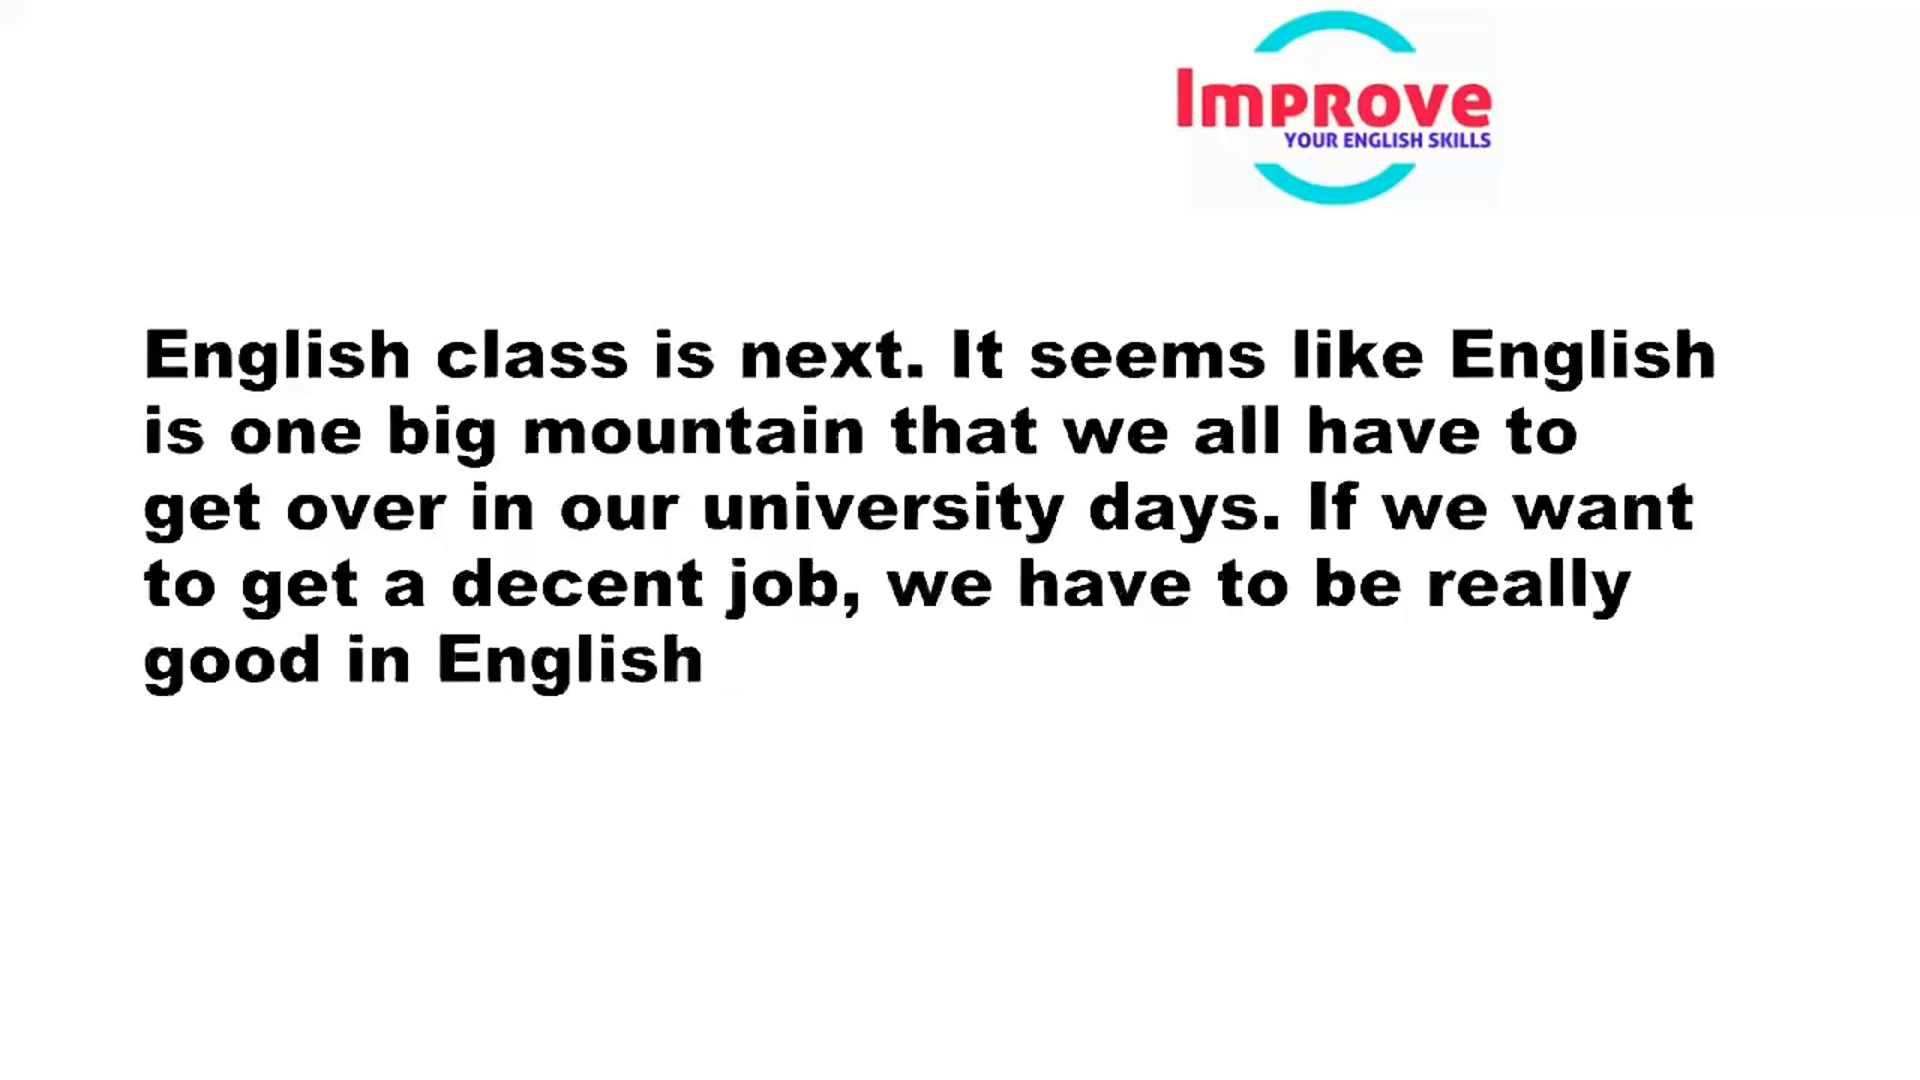 Improve
YOUR ENGLISH SKILLS
English class is next. It seems like English
is one big mountain that we all have to
get over in our university days. If we want
to get a decent job, we have to be really
good in English